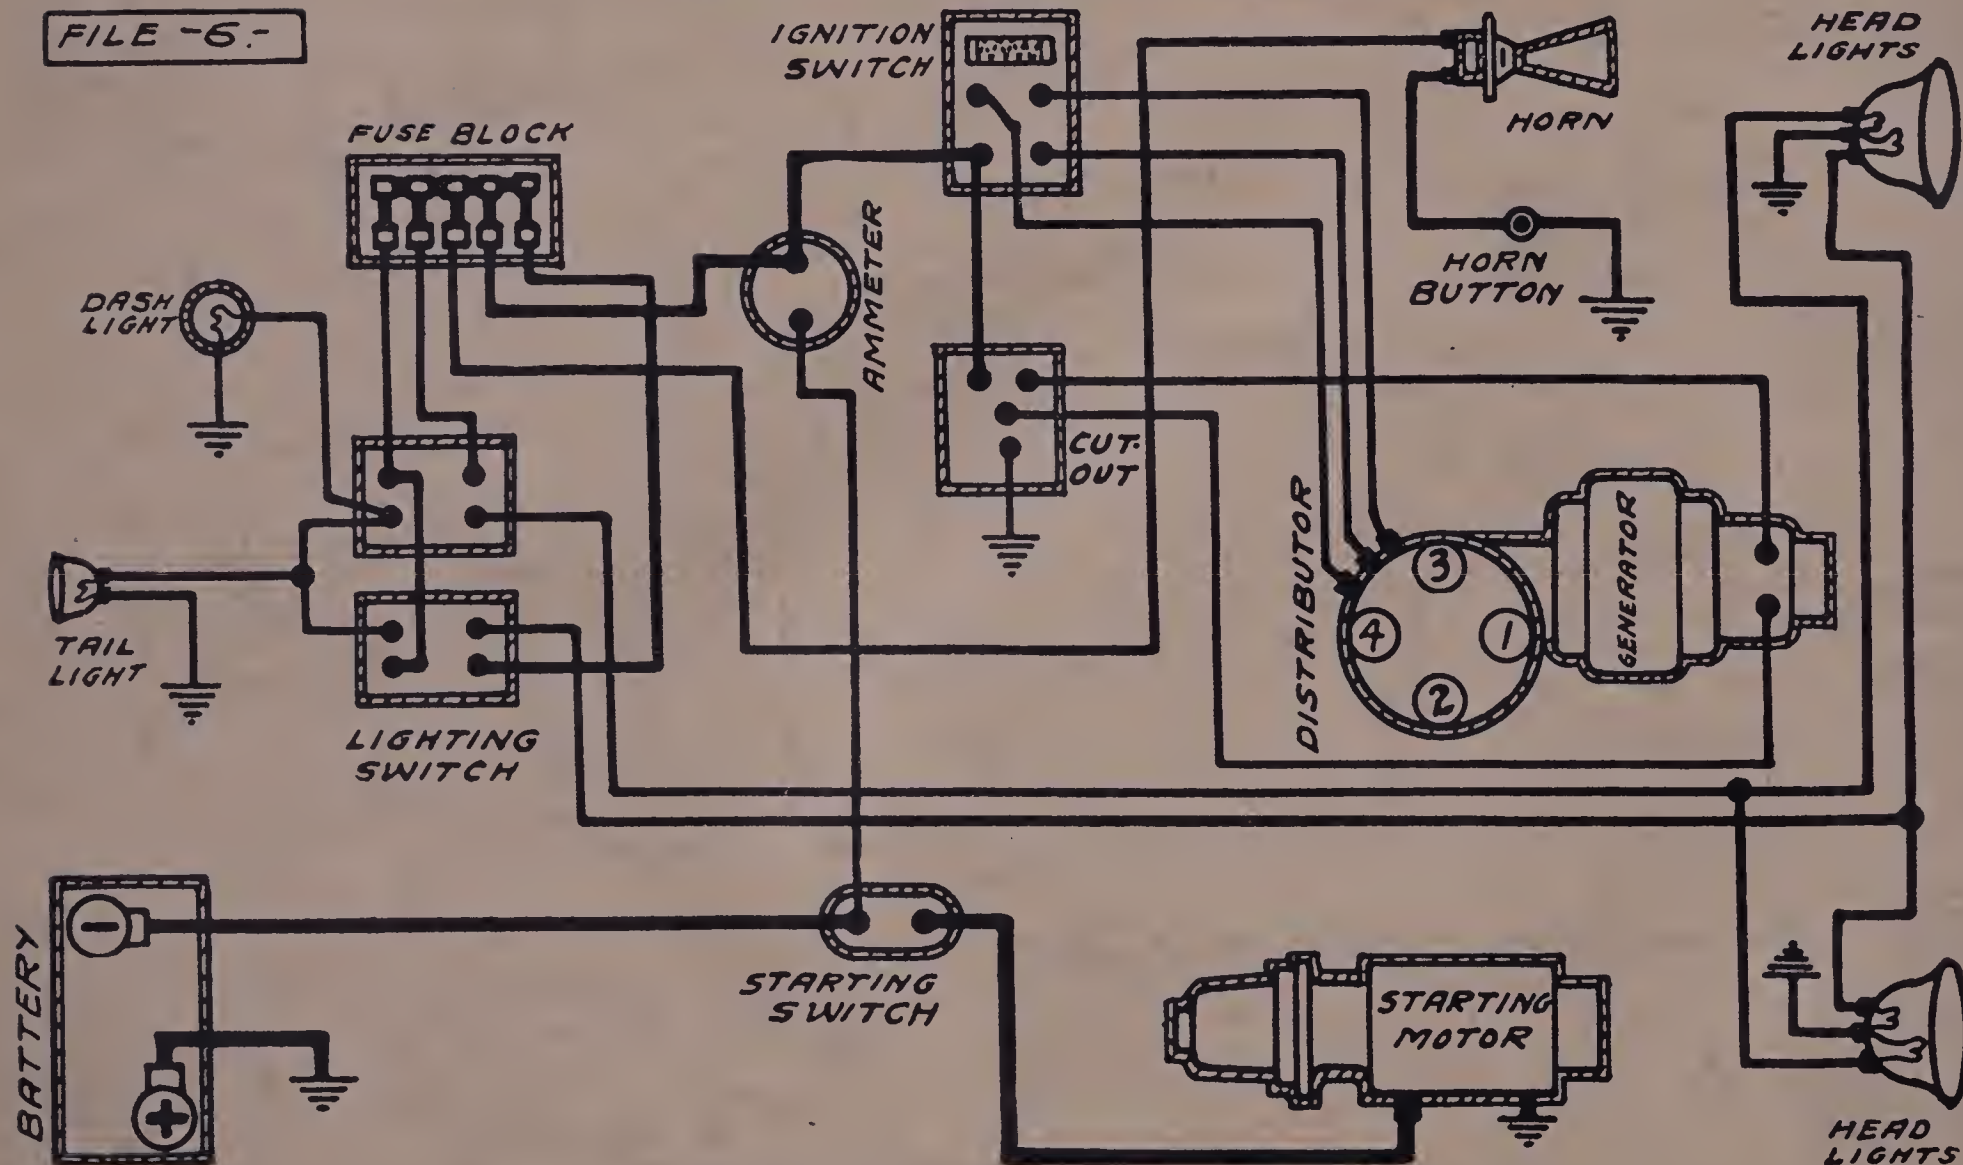 FILE -6.-
IGNITION
SWITCH
HORN
HEAD
LIGHTS
FUSE BLOCK
DASH
LIGHT
AMMETER
HORN
BUTTON
CUT-
OUT
DISTRIBUTOR
3
4
1
2
GENERATOR
TAIL
LIGHT
LIGHTING
SWITCH
BATTERY
-
+
STARTING
SWITCH
STARTING
MOTOR
HEAD
LIGHTS